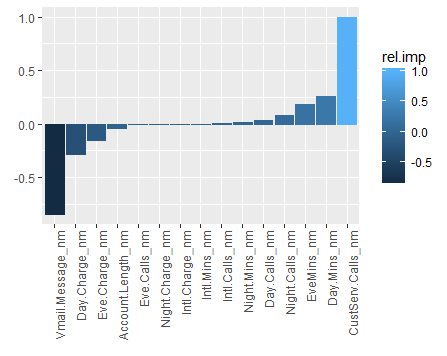 1.0
0.5
0.0
-0.5
Vmail.Message_nm
Day.Charge_nm
Eve.Charge_nm
Account.Length_nm
Eve.Calls_nm
Night.Charge_nm
Intl.Charge_nm
Intl.Mins_nm
Intl.Calls_nm
Night.Mins_nm
Day.Calls_nm
Night.Calls_nm
EveMins_nm
Day.Mins_nm
CustServ.Calls_nm
rel.imp
1.0
0.5
0.0
-0.5